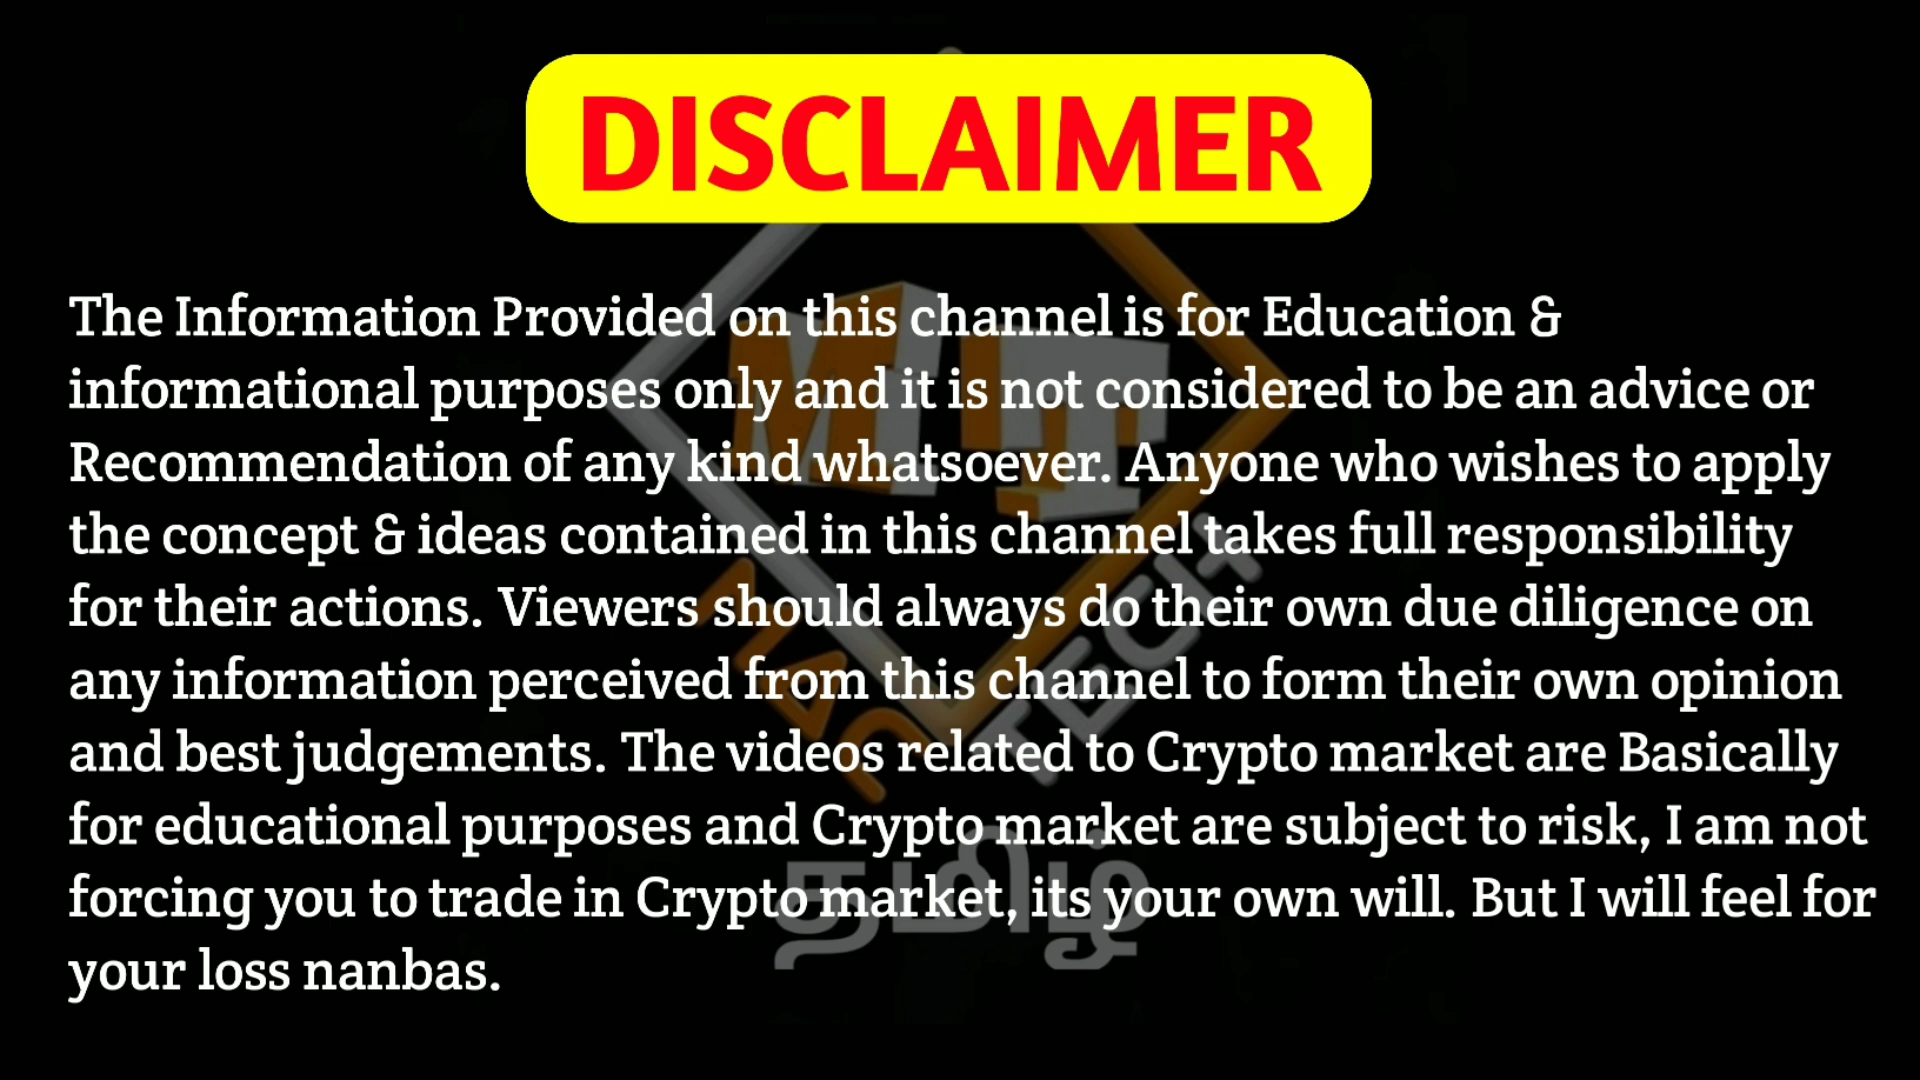 DISCLAIMER
The Information Provided on this channel is for Education &
informational purposes only and it is not considered to be an advice or
Recommendation of any kind whatsoever. Anyone who wishes to apply
the concept & ideas contained in this channel takes full responsibility
for their actions. Viewers should always do their own due diligence on
any information perceived from this channel to form their own opinion
and best judgements. The videos related to Crypto market are Basically
for educational purposes and Crypto market are subject to risk, I am not
forcing you to trade in Crypto market, its your own will. But I will feel for
your loss nanbas.
MT
TECH
தமிழ்